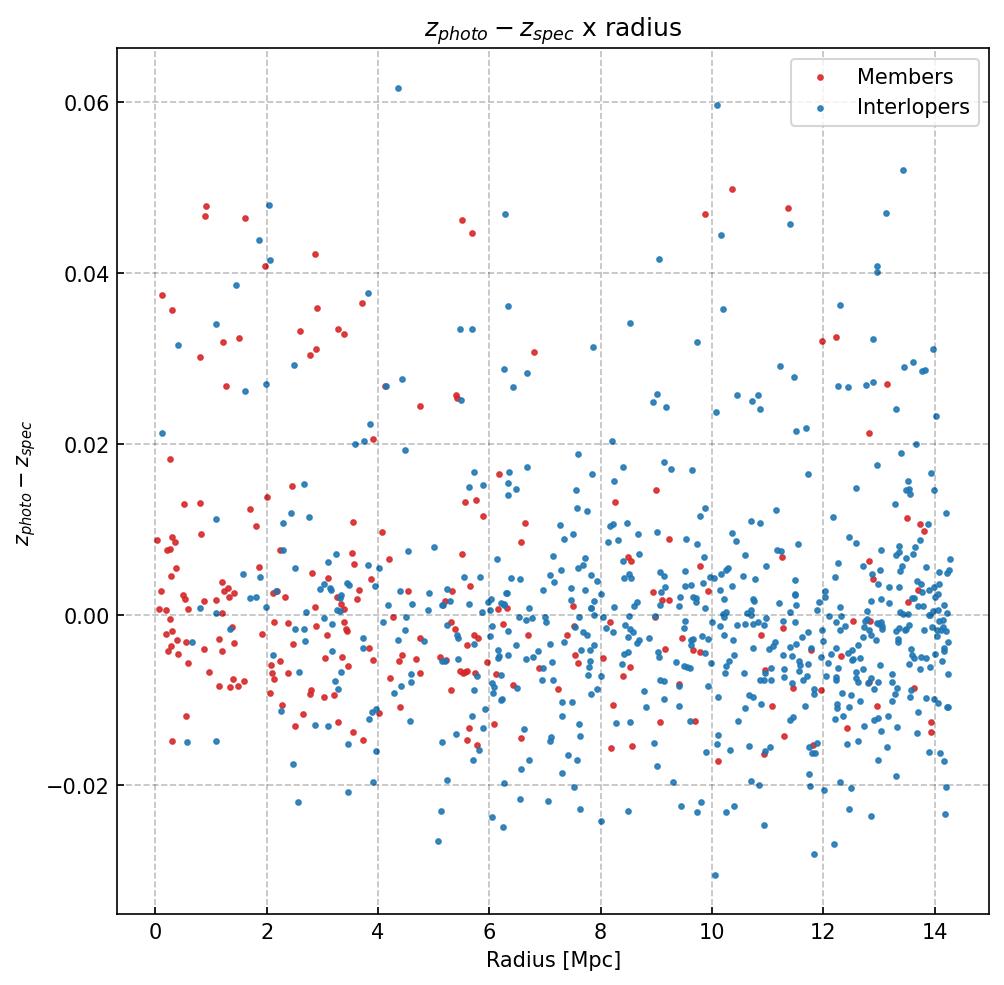 z_photo − z_spec x radius
Members
Interlopers
z_photo − z_spec
0.06
0.04
0.02
0.00
−0.02
0 2 4 6 8 10 12 14
Radius [Mpc]